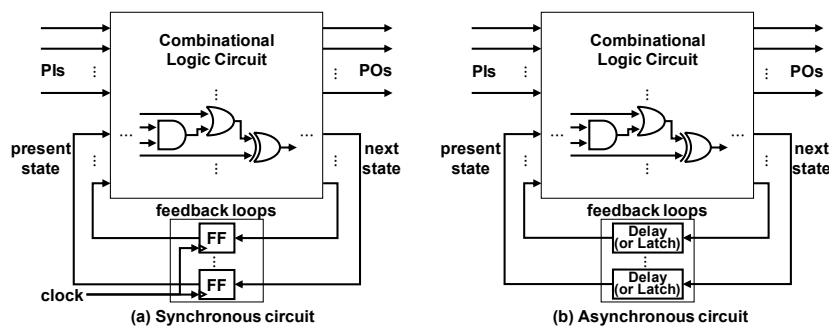 Combinational
Logic Circuit
PIs
...
...
POs
...
...
...
...
present
state
...
...
...
next
state
feedback loops
FF
...
FF
clock
(a) Synchronous circuit
Combinational
Logic Circuit
PIs
...
...
POs
...
...
...
...
present
state
...
...
...
next
state
feedback loops
Delay
(or Latch)
...
Delay
(or Latch)
(b) Asynchronous circuit